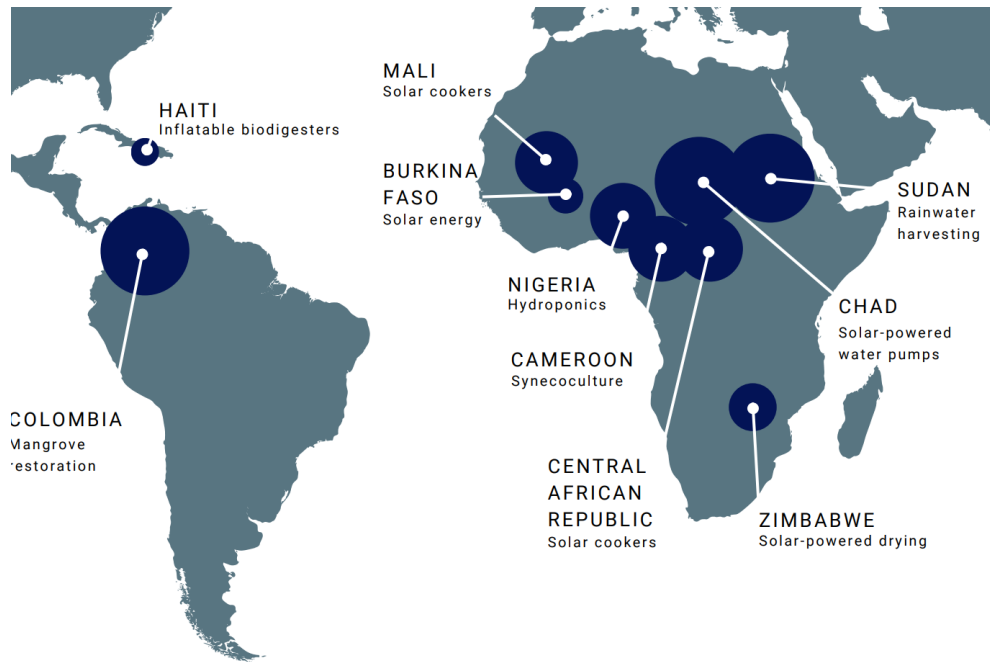 HAITI
Inflatable biodigesters
COLOMBIA
Mangrove
restoration
MALI
Solar cookers
BURKINA
FASO
Solar energy
NIGERIA
Hydroponics
CAMEROON
Synecoculture
CENTRAL
AFRICAN
REPUBLIC
Solar cookers
SUDAN
Rainwater
harvesting
CHAD
Solar-powered
water pumps
ZIMBABWE
Solar-powered drying